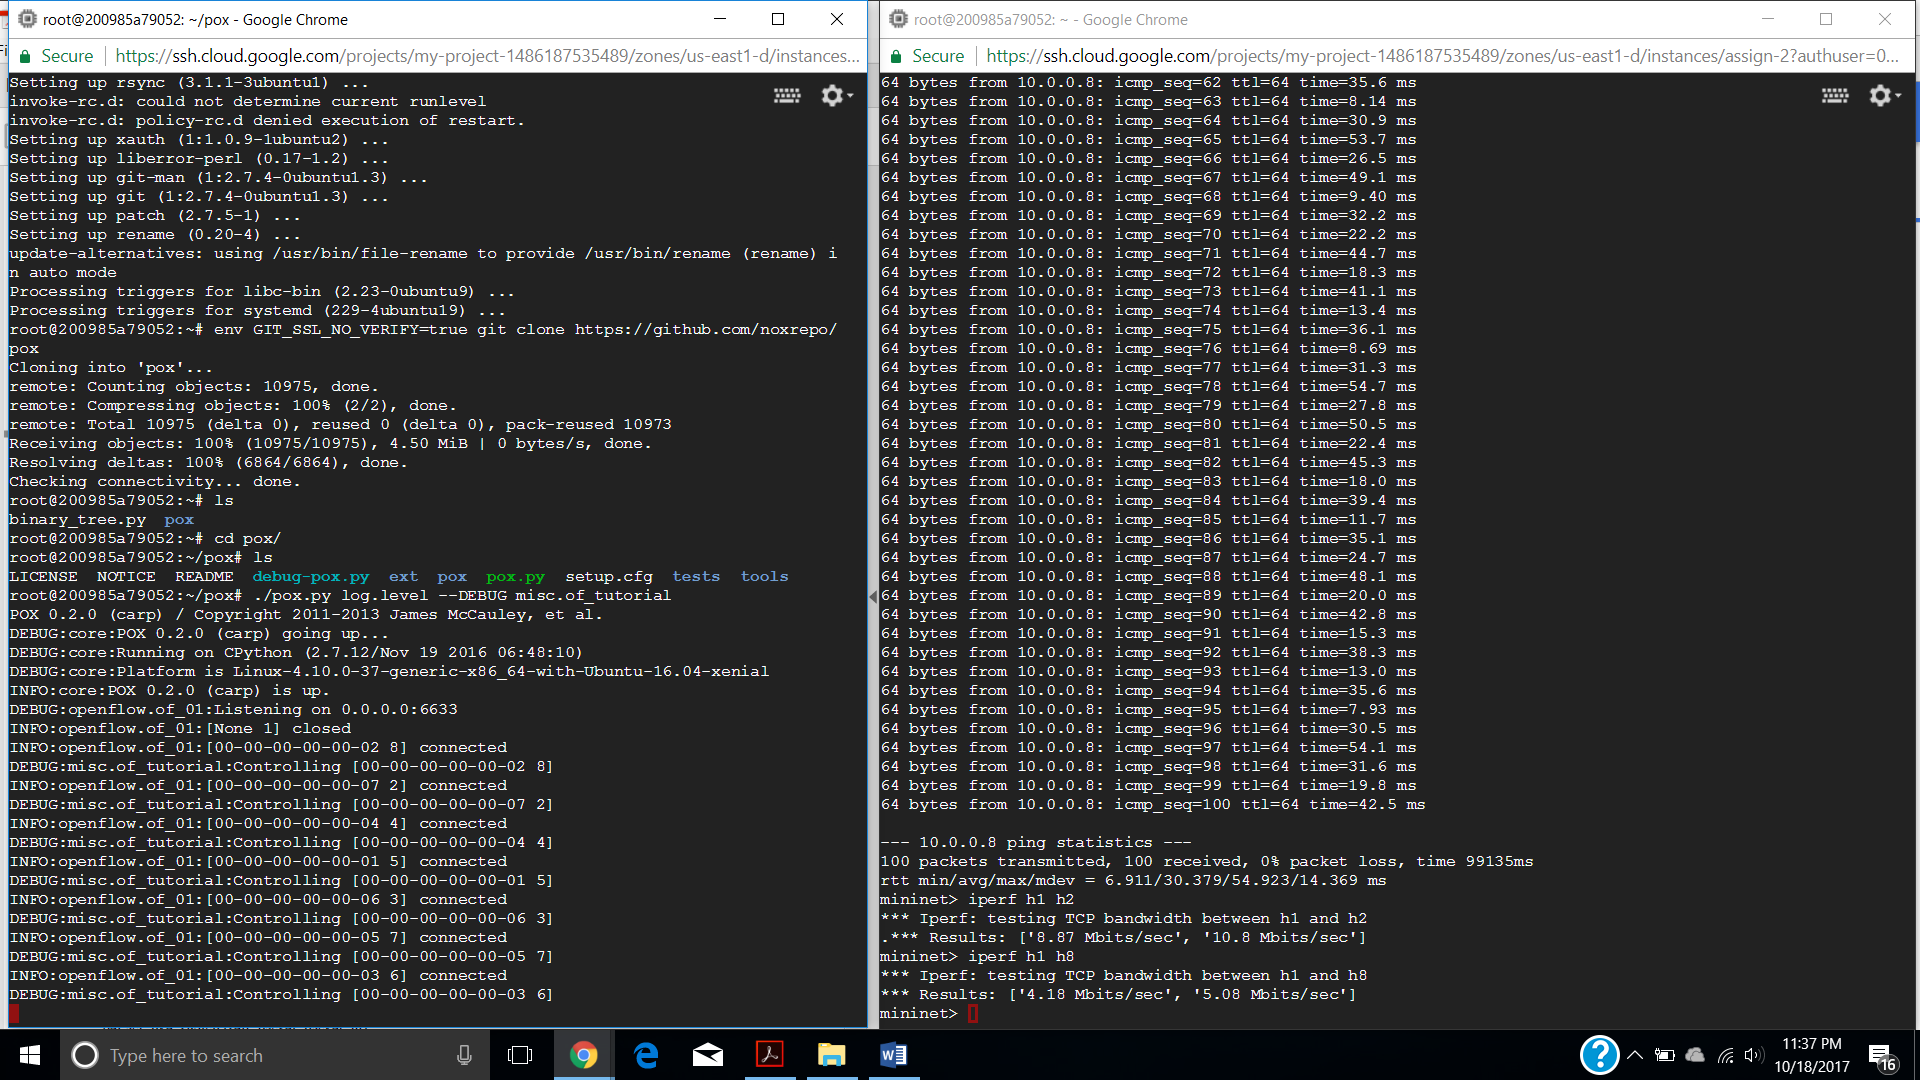 root@200985a79052: ~/pox - Google Chrome
Secure
https://ssh.cloud.google.com/projects/my-project-1486187535489/zones/us-east1-d/instances...
Setting up rsync (3.1.1-3ubuntu1) ...
invoke-rc.d: could not determine current runlevel
invoke-rc.d: policy-rc.d denied execution of restart.
Setting up xauth (1:1.0.9-1ubuntu2) ...
Setting up liberror-perl (0.17-1.2) ...
Setting up git-man (1:2.7.4-0ubuntu1.3) ...
Setting up git (1:2.7.4-0ubuntu1.3) ...
Setting up patch (2.7.5-1) ...
Setting up rename (0.20-4) ...
update-alternatives: using /usr/bin/file-rename to provide /usr/bin/rename (rename) i
n auto mode
Processing triggers for libc-bin (2.23-0ubuntu9) ...
Processing triggers for systemd (229-4ubuntu19) ...
root@200985a79052:~# env GIT_SSL_NO_VERIFY=true git clone https://github.com/noxrepo/
pox
Cloning into 'pox'...
remote: Counting objects: 10975, done.
remote: Compressing objects: 100% (2/2), done.
remote: Total 10975 (delta 0), reused 0 (delta 0), pack-reused 10973
Receiving objects: 100% (10975/10975), 4.50 MiB | 0 bytes/s, done.
Resolving deltas: 100% (6864/6864), done.
Checking connectivity... done.
root@200985a79052:~# ls
binary_tree.py  pox
root@200985a79052:~# cd pox/
root@200985a79052:~/pox# ls
LICENSE  NOTICE  README  debug-pox.py  ext  pox  pox.py  setup.cfg  tests  tools
root@200985a79052:~/pox# ./pox.py log.level --DEBUG misc.of_tutorial
POX 0.2.0 (carp) / Copyright 2011-2013 James McCauley, et al.
DEBUG:core:POX 0.2.0 (carp) going up...
DEBUG:core:Running on CPython (2.7.12/Nov 19 2016 06:48:10)
DEBUG:core:Platform is Linux-4.10.0-37-generic-x86_64-with-Ubuntu-16.04-xenial
INFO:core:POX 0.2.0 (carp) is up.
DEBUG:openflow.of_01:Listening on 0.0.0.0:6633
INFO:openflow.of_01:[None 1] closed
INFO:openflow.of_01:[00-00-00-00-00-02 8] connected
DEBUG:misc.of_tutorial:Controlling [00-00-00-00-00-02 8]
INFO:openflow.of_01:[00-00-00-00-00-07 2] connected
DEBUG:misc.of_tutorial:Controlling [00-00-00-00-00-07 2]
INFO:openflow.of_01:[00-00-00-00-00-04 4] connected
DEBUG:misc.of_tutorial:Controlling [00-00-00-00-00-04 4]
INFO:openflow.of_01:[00-00-00-00-00-01 5] connected
DEBUG:misc.of_tutorial:Controlling [00-00-00-00-00-01 5]
INFO:openflow.of_01:[00-00-00-00-00-06 3] connected
DEBUG:misc.of_tutorial:Controlling [00-00-00-00-00-06 3]
INFO:openflow.of_01:[00-00-00-00-00-05 7] connected
DEBUG:misc.of_tutorial:Controlling [00-00-00-00-00-05 7]
INFO:openflow.of_01:[00-00-00-00-00-03 6] connected
DEBUG:misc.of_tutorial:Controlling [00-00-00-00-00-03 6]
root@200985a79052: ~ - Google Chrome
Secure
https://ssh.cloud.google.com/projects/my-project-1486187535489/zones/us-east1-d/instances/assign-2?authuser=0...
64 bytes from 10.0.0.8: icmp_seq=62 ttl=64 time=35.6 ms
64 bytes from 10.0.0.8: icmp_seq=63 ttl=64 time=8.14 ms
64 bytes from 10.0.0.8: icmp_seq=64 ttl=64 time=30.9 ms
64 bytes from 10.0.0.8: icmp_seq=65 ttl=64 time=53.7 ms
64 bytes from 10.0.0.8: icmp_seq=66 ttl=64 time=26.5 ms
64 bytes from 10.0.0.8: icmp_seq=67 ttl=64 time=49.1 ms
64 bytes from 10.0.0.8: icmp_seq=68 ttl=64 time=9.40 ms
64 bytes from 10.0.0.8: icmp_seq=69 ttl=64 time=32.2 ms
64 bytes from 10.0.0.8: icmp_seq=70 ttl=64 time=22.2 ms
64 bytes from 10.0.0.8: icmp_seq=71 ttl=64 time=44.7 ms
64 bytes from 10.0.0.8: icmp_seq=72 ttl=64 time=18.3 ms
64 bytes from 10.0.0.8: icmp_seq=73 ttl=64 time=41.1 ms
64 bytes from 10.0.0.8: icmp_seq=74 ttl=64 time=13.4 ms
64 bytes from 10.0.0.8: icmp_seq=75 ttl=64 time=36.1 ms
64 bytes from 10.0.0.8: icmp_seq=76 ttl=64 time=8.69 ms
64 bytes from 10.0.0.8: icmp_seq=77 ttl=64 time=31.3 ms
64 bytes from 10.0.0.8: icmp_seq=78 ttl=64 time=54.7 ms
64 bytes from 10.0.0.8: icmp_seq=79 ttl=64 time=27.8 ms
64 bytes from 10.0.0.8: icmp_seq=80 ttl=64 time=50.5 ms
64 bytes from 10.0.0.8: icmp_seq=81 ttl=64 time=22.4 ms
64 bytes from 10.0.0.8: icmp_seq=82 ttl=64 time=45.3 ms
64 bytes from 10.0.0.8: icmp_seq=83 ttl=64 time=18.0 ms
64 bytes from 10.0.0.8: icmp_seq=84 ttl=64 time=39.4 ms
64 bytes from 10.0.0.8: icmp_seq=85 ttl=64 time=11.7 ms
64 bytes from 10.0.0.8: icmp_seq=86 ttl=64 time=35.1 ms
64 bytes from 10.0.0.8: icmp_seq=87 ttl=64 time=24.7 ms
64 bytes from 10.0.0.8: icmp_seq=88 ttl=64 time=48.1 ms
64 bytes from 10.0.0.8: icmp_seq=89 ttl=64 time=20.0 ms
64 bytes from 10.0.0.8: icmp_seq=90 ttl=64 time=42.8 ms
64 bytes from 10.0.0.8: icmp_seq=91 ttl=64 time=15.3 ms
64 bytes from 10.0.0.8: icmp_seq=92 ttl=64 time=38.3 ms
64 bytes from 10.0.0.8: icmp_seq=93 ttl=64 time=13.0 ms
64 bytes from 10.0.0.8: icmp_seq=94 ttl=64 time=35.6 ms
64 bytes from 10.0.0.8: icmp_seq=95 ttl=64 time=7.93 ms
64 bytes from 10.0.0.8: icmp_seq=96 ttl=64 time=30.5 ms
64 bytes from 10.0.0.8: icmp_seq=97 ttl=64 time=54.1 ms
64 bytes from 10.0.0.8: icmp_seq=98 ttl=64 time=31.6 ms
64 bytes from 10.0.0.8: icmp_seq=99 ttl=64 time=19.8 ms
64 bytes from 10.0.0.8: icmp_seq=100 ttl=64 time=42.5 ms
--- 10.0.0.8 ping statistics ---
100 packets transmitted, 100 received, 0% packet loss, time 99135ms
rtt min/avg/max/mdev = 6.911/30.379/54.923/14.369 ms
mininet> iperf h1 h2
*** Iperf: testing TCP bandwidth between h1 and h2
.*** Results: ['8.87 Mbits/sec', '10.8 Mbits/sec']
mininet> iperf h1 h8
*** Iperf: testing TCP bandwidth between h1 and h8
*** Results: ['4.18 Mbits/sec', '5.08 Mbits/sec']
mininet>
Type here to search
11:37 PM
10/18/2017
16